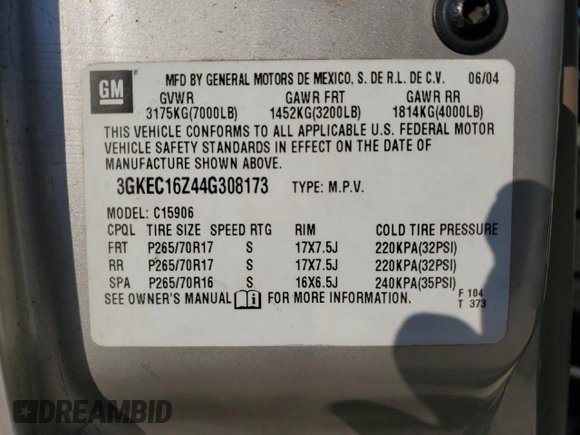 GM
MFD BY GENERAL MOTORS DE MEXICO, S. DE R.L. DE C.V. 06/04
GVWR GAWR FRT GAWR RR
3175KG(7000LB) 1452KG(3200LB) 1814KG(4000LB)
THIS VEHICLE CONFORMS TO ALL APPLICABLE U.S. FEDERAL MOTOR
VEHICLE SAFETY STANDARDS IN EFFECT ON THE DATE OF
MANUFACTURE SHOWN ABOVE.
3GKEC16Z44G308173 TYPE: M.P.V.
MODEL: C15906
CPQL TIRE SIZE SPEED RTG RIM COLD TIRE PRESSURE
FRT P265/70R17 S 17X7.5J 220KPA(32PSI)
RR P265/70R17 S 17X7.5J 220KPA(32PSI)
SPA P265/70R16 S 16X6.5J 240KPA(35PSI)
SEE OWNER'S MANUAL FOR MORE INFORMATION.
F 104
T 373
DREAMBID